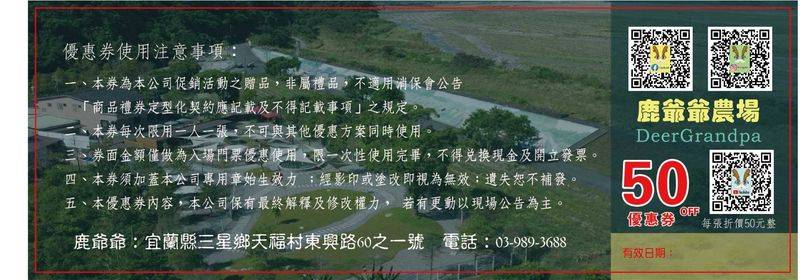 優惠券使用注意事項：
一、本券為本公司促銷活動之贈品，非屬禮品，不適用消保會公告
「商品禮券定型化契約應記載及不得記載事項」之規定。
二、本券每次限用一人一張，不可與其他優惠方案同時使用。
三、券面金額僅做為入場門票優惠使用，限一次性使用完畢，不得兌換現金及開立發票。
四、本券須加蓋本公司專用章始生效力 ；經影印或塗改即視為無效；遺失恕不補發。
五、本優惠券內容，本公司保有最終解釋及修改權力， 若有更動以現場公告為主。
鹿爺爺：宜蘭縣三星鄉天福村東興路60之一號 電話：03-989-3688
鹿爺爺農場
DeerGrandpa
50
OFF
優惠券
每張折價50元整
有效日期：